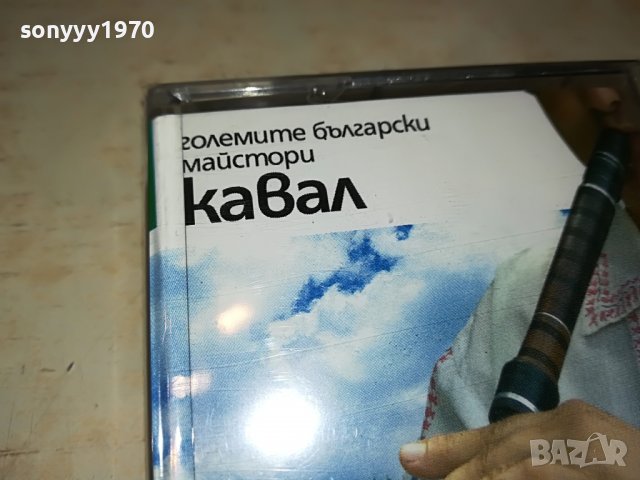 sonyyy1970
големите български
майстори
кавал
BAZAR